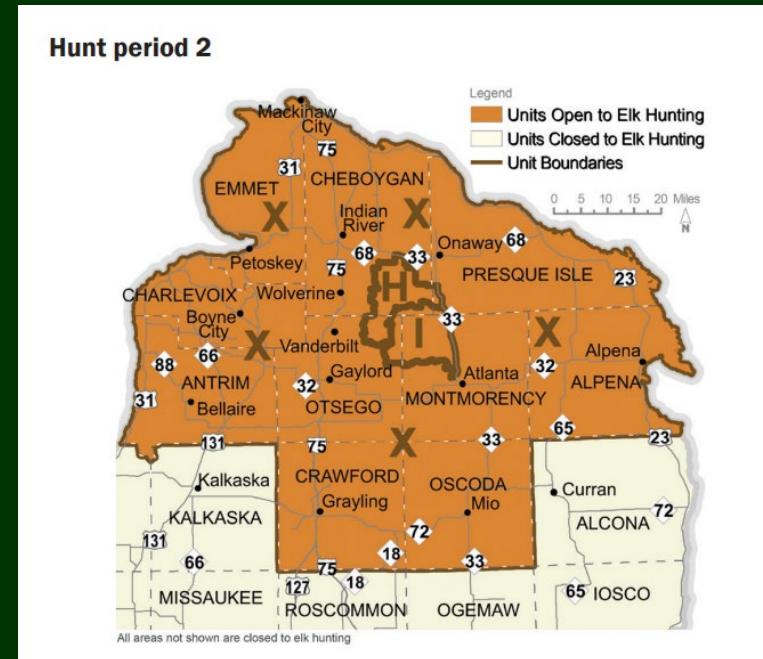 Hunt period 2
Legend
Units Open to Elk Hunting
Units Closed to Elk Hunting
Unit Boundaries
0 5 10 15 20 Miles
N
Mackinaw
City
75
31
CHEBOYGAN
EMMET
X
X
Indian
River
Onaway
68
68
33
Petoskey
75
PRESQUE ISLE
23
H
CHARLEVOIX
Wolverine
Boyne
City
33
X
I
X
Vanderbilt
Alpena
66
88
Gaylord
Atlanta
32
ALPENA
ANTRIM
32
MONTMORENCY
31
Bellaire
OTSEGO
65
131
75
X
33
23
Kalkaska
CRAWFORD
OSCODA
Curran
Grayling
Mio
KALKASKA
72
ALCONA
72
131
18
66
75
33
127
18
65
IOSCO
MISSAUKEE
ROSCOMMON
OGEMAW
All areas not shown are closed to elk hunting